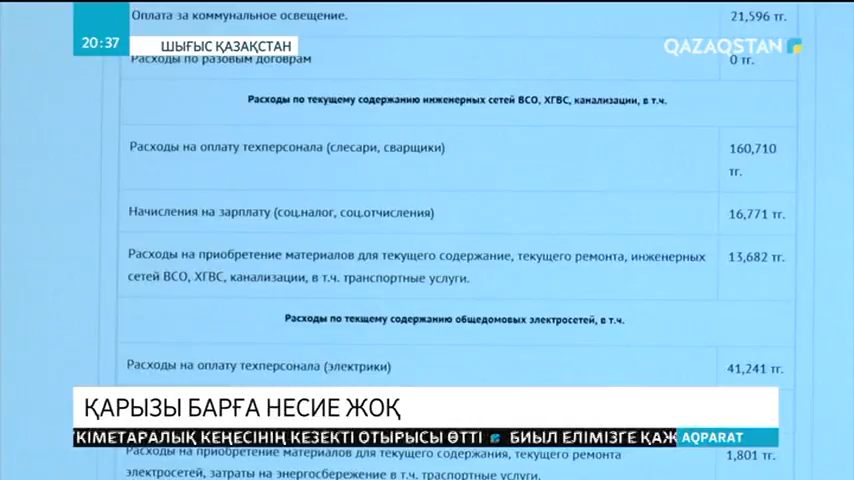 Оплата за коммунальное освещение.
21,596 тг.
20:37
ШЫҒЫС ҚАЗАҚСТАН
QAZAQSTAN
Расходы по разовым договрам
0 тг.
Расходы по текущему содержанию инженерных сетей ВСО, ХГВС, канализации, в т.ч.
Расходы на оплату техперсонала (слесари, сварщики)
160,710
тг.
Начисления на зарплату (соц.налог, соц.отчисления)
16,771 тг.
Расходы на приобретение материалов для текущего содержание, текущего ремонта, инженерных
13,682 тг.
сетей ВСО, ХГВС, канализации, в т.ч. транспортные услуги.
Расходы по текщему содержанию общедомовых электросетей, в т.ч.
Расходы на оплату техперсонала (электрики)
41,241 тг.
ҚАРЫЗЫ БАРҒА НЕСИЕ ЖОҚ
КІМЕТАРАЛЫҚ КЕҢЕСІНІҢ КЕЗЕКТІ ОТЫРЫСЫ ӨТТІ БИЫЛ ЕЛІМІЗГЕ ҚАЖ AQPARAT
Расходы на приобретение материалов для текущего содержания, текущего ремонта
1,801 тг.
электросетей, затраты на энергосбережение в т.ч. траспортные услуги.